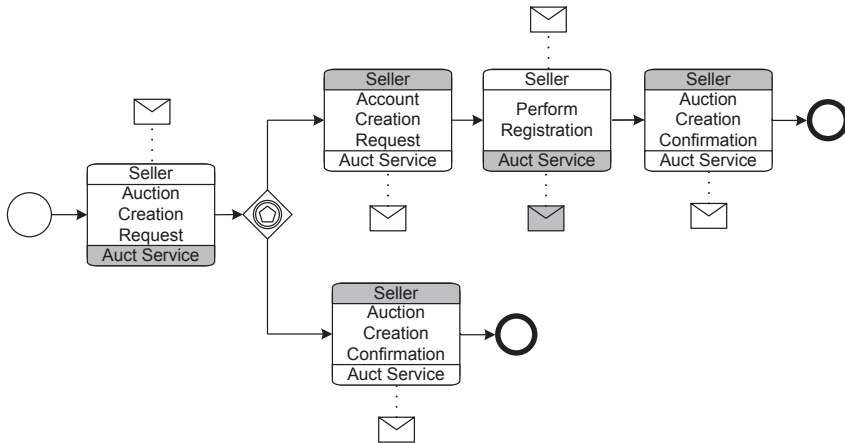 Seller
Auction
Creation
Request
Auct Service
Seller
Account
Creation
Request
Auct Service
Seller
Perform
Registration
Auct Service
Seller
Auction
Creation
Confirmation
Auct Service
Seller
Auction
Creation
Confirmation
Auct Service